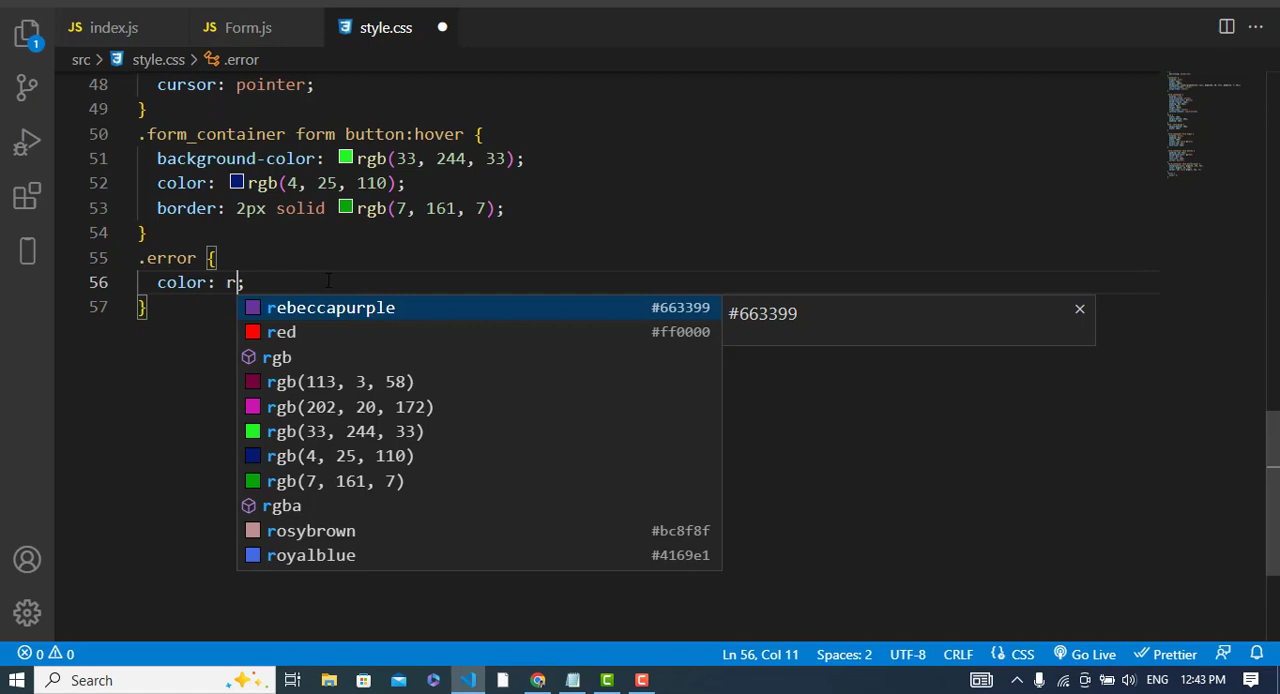 JS index.js JS Form.js style.css
src > style.css > .error
48 cursor: pointer;
49 }
50 .form_container form button:hover {
51 background-color: rgb(33, 244, 33);
52 color: rgb(4, 25, 110);
53 border: 2px solid rgb(7, 161, 7);
54 }
55 .error {
56 color: r;
57 }
rebeccapurple #663399
#663399
red #ff0000
rgb
rgb(113, 3, 58)
rgb(202, 20, 172)
rgb(33, 244, 33)
rgb(4, 25, 110)
rgb(7, 161, 7)
rgba
rosybrown #bc8f8f
royalblue #4169e1
1
0 0 Ln 56, Col 11 Spaces: 2 UTF-8 CRLF CSS Go Live Prettier
Search ENG 12:43 PM